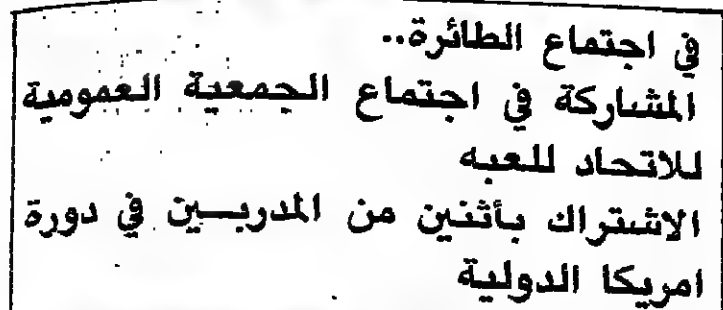 في اجتماع الطائرة..
المشاركة في اجتماع الجمعية العمومية
للاتحاد للعبه
الاشتراك بأثنين من المدربين في دورة
امريكا الدولية